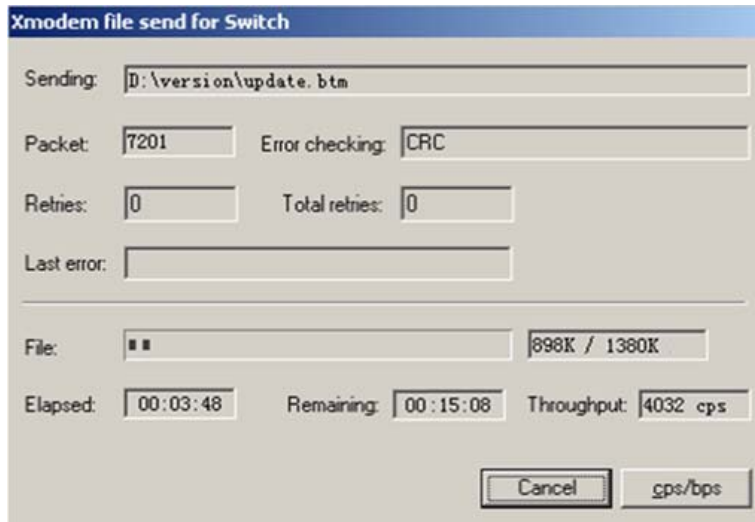 Xmodem file send for Switch
Sending: D:\version\update.btm
Packet: 7201 Error checking: CRC
Retries: 0 Total retries: 0
Last error:
File: 898K / 1380K
Elapsed: 00:03:48 Remaining: 00:15:08 Throughput: 4032 cps
Cancel cps/bps